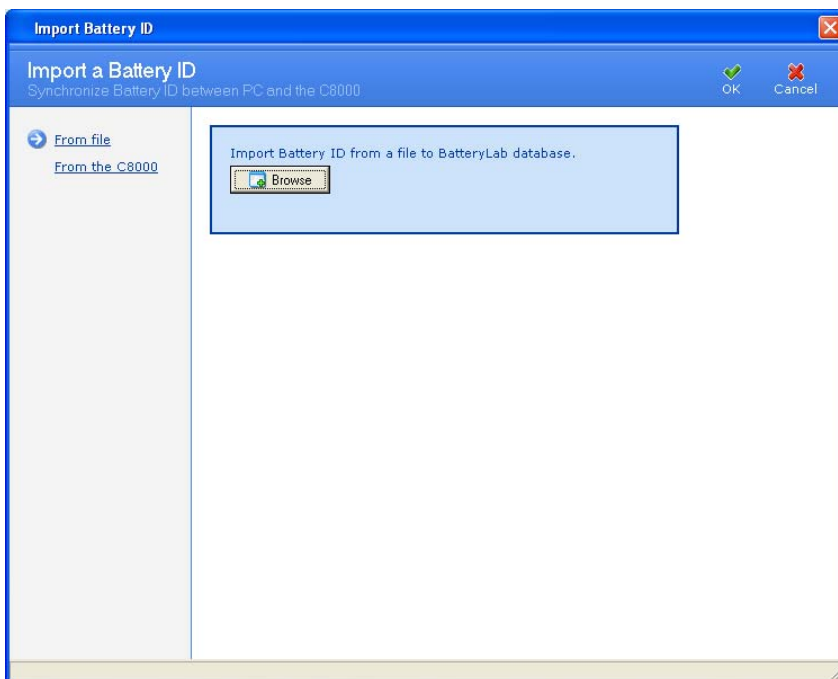 Import Battery ID
Import a Battery ID
Synchronize Battery ID between PC and the C8000
OK
Cancel
From file
From the C8000
Import Battery ID from a file to BatteryLab database.
Browse